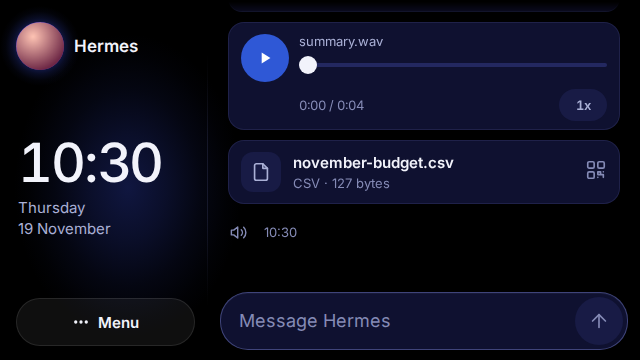 Hermes
10:30
Thursday
19 November
Menu
summary.wav
0:00 / 0:04
1x
november-budget.csv
CSV · 127 bytes
10:30
Message Hermes